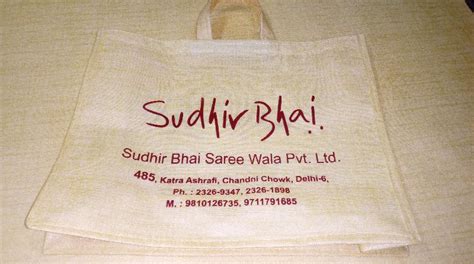 Sudhir Bhai
Sudhir Bhai Saree Wala Pvt. Ltd.
485, Katra Ashrafi, Chandni Chowk, Delhi-6,
Ph. : 2326-9347, 2326-1898
M. : 9810126735, 9711791685